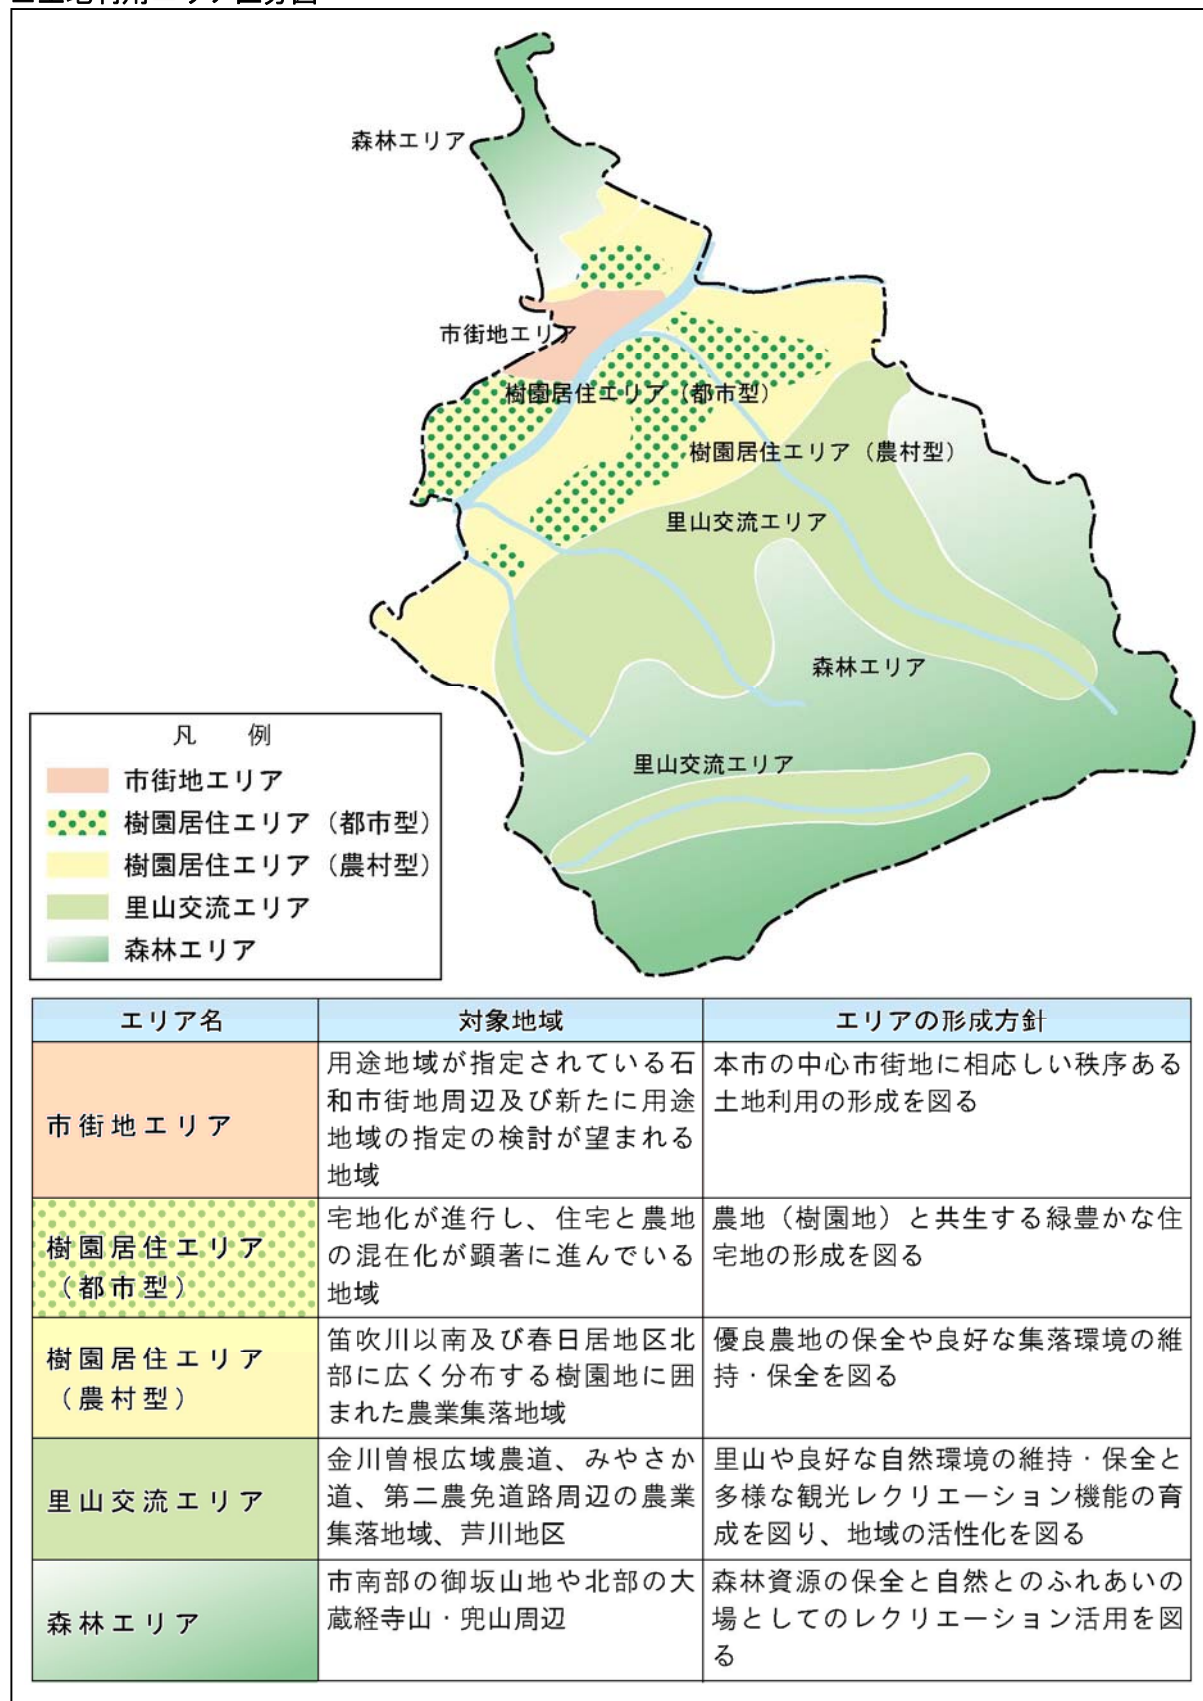 森林エリア
市街地エリア
樹園居住エリア（都市型）
樹園居住エリア（農村型）
里山交流エリア
森林エリア
里山交流エリア
凡 例
市街地エリア
樹園居住エリア（都市型）
樹園居住エリア（農村型）
里山交流エリア
森林エリア
エリア名 対象地域 エリアの形成方針
市街地エリア
用途地域が指定されている石
和市街地周辺及び新たに用途
地域の指定の検討が望まれる
地域
本市の中心市街地に相応しい秩序ある
土地利用の形成を図る
樹園居住エリア
（都市型）
宅地化が進行し、住宅と農地
の混在化が顕著に進んでいる
地域
農地（樹園地）と共生する緑豊かな住
宅地の形成を図る
樹園居住エリア
（農村型）
笛吹川以南及び春日居地区北
部に広く分布する樹園地に囲
まれた農業集落地域
優良農地の保全や良好な集落環境の維
持・保全を図る
里山交流エリア
金川曽根広域農道、みやさか
道、第二農免道路周辺の農業
集落地域、芦川地区
里山や良好な自然環境の維持・保全と
多様な観光レクリエーション機能の育
成を図り、地域の活性化を図る
森林エリア
市南部の御坂山地や北部の大
蔵経寺山・兜山周辺
森林資源の保全と自然とのふれあいの
場としてのレクリエーション活用を図
る